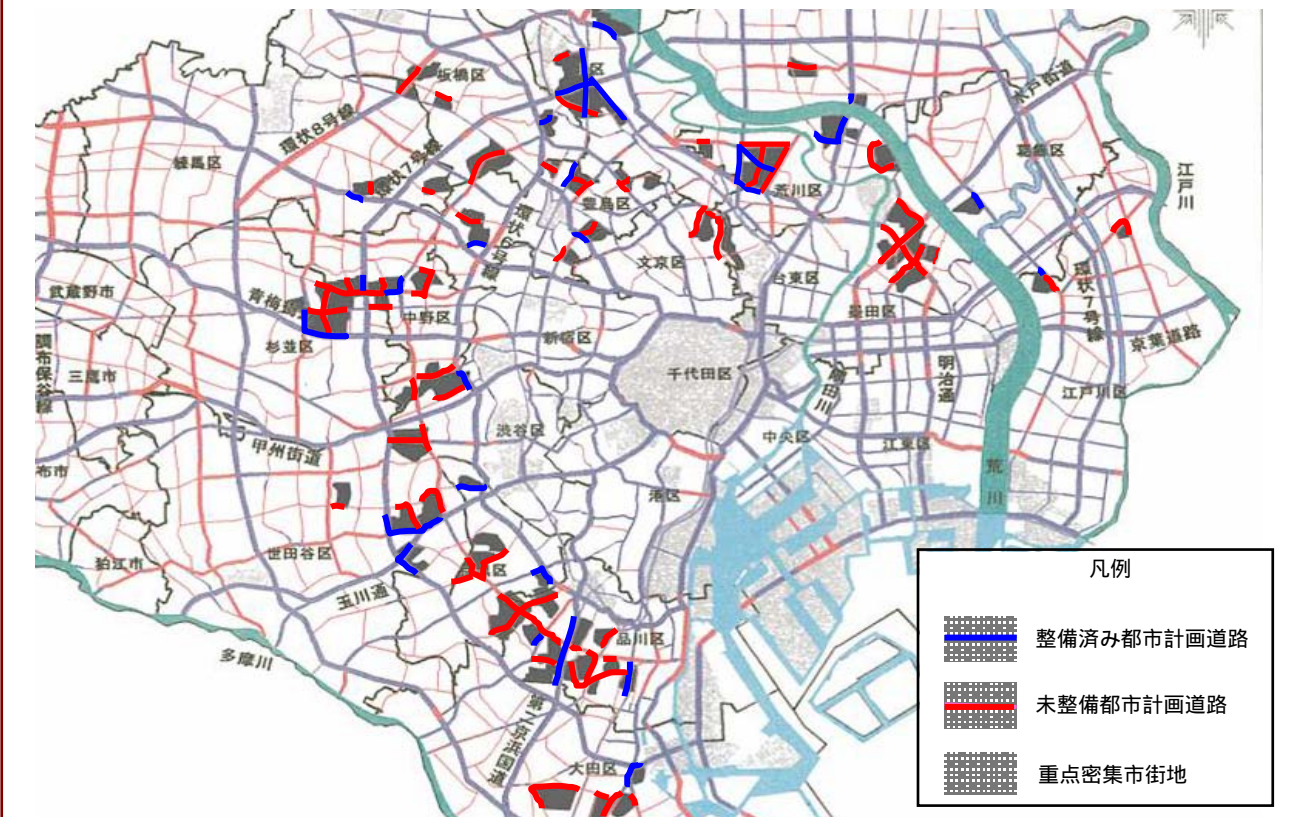 板橋区
環状8号線
練馬区
環状7号線
水戸街道
葛飾区
江戸川
荒川区
豊島区
環状6号線
文京区
台東区
墨田区
環状7号線
武蔵野市
青梅街
中野区
杉並区
新宿区
京葉道路
調布保谷線
三鷹市
千代田区
明治通
隅田川
江戸川区
渋谷区
甲州街道
中央区
江東区
布市
荒川
港区
世田谷区
狛江市
玉川通
品川区
多摩川
第2京浜国道
大田区
凡例
整備済み都市計画道路
未整備都市計画道路
重点密集市街地